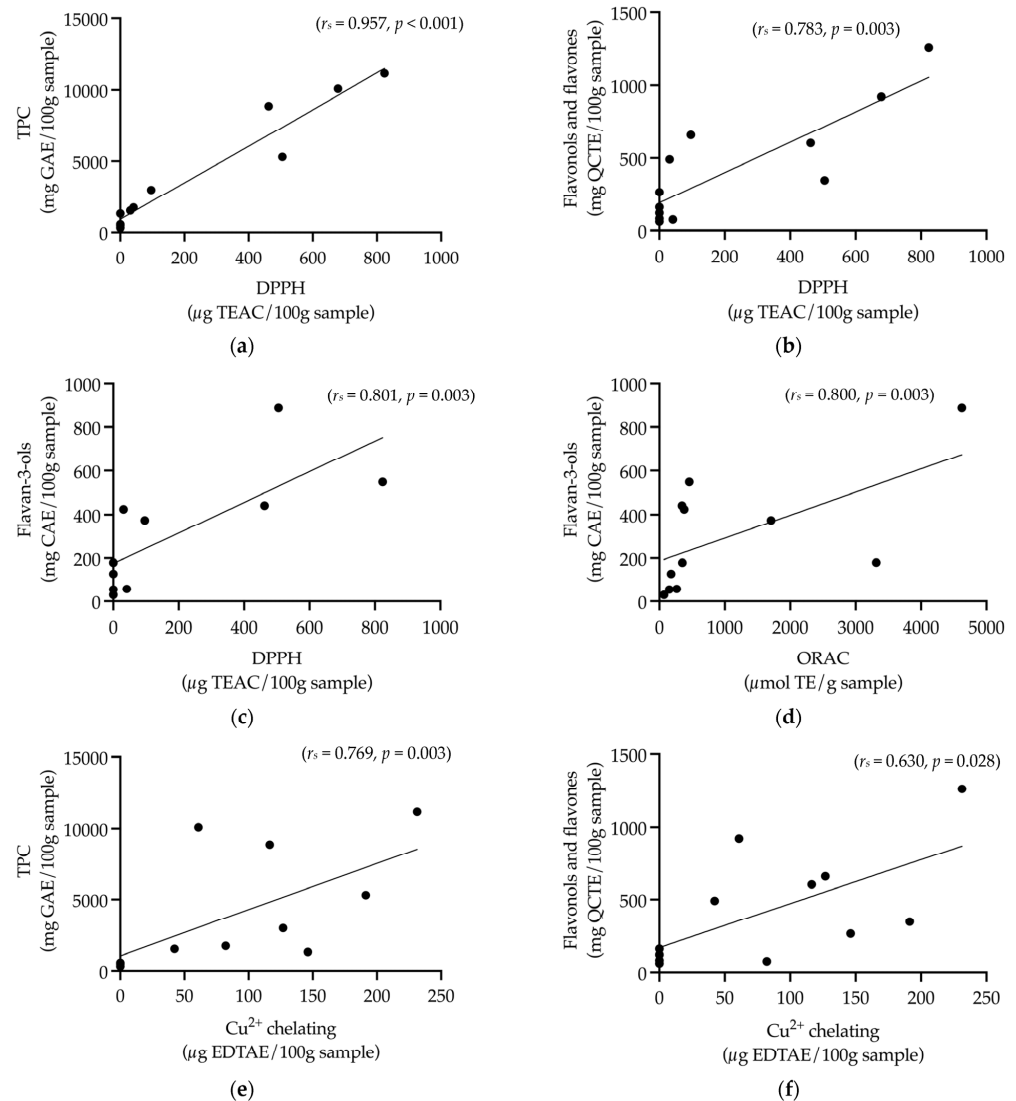 (rs = 0.957, p < 0.001)
TPC
(mg GAE/100g sample)
15000
10000
5000
0
0 200 400 600 800 1000
DPPH
(µg TEAC/100g sample)
(a)
(rs = 0.783, p = 0.003)
Flavonols and flavones
(mg QCTE/100g sample)
1500
1000
500
0
0 200 400 600 800 1000
DPPH
(µg TEAC/100g sample)
(b)
(rs = 0.801, p = 0.003)
Flavan-3-ols
(mg CAE/100g sample)
1000
800
600
400
200
0
0 200 400 600 800 1000
DPPH
(µg TEAC/100g sample)
(c)
(rs = 0.800, p = 0.003)
Flavan-3-ols
(mg CAE/100g sample)
1000
800
600
400
200
0
0 1000 2000 3000 4000 5000
ORAC
(µmol TE/g sample)
(d)
(rs = 0.769, p = 0.003)
TPC
(mg GAE/100g sample)
15000
10000
5000
0
0 50 100 150 200 250
Cu2+ chelating
(µg EDTAE/100g sample)
(e)
(rs = 0.630, p = 0.028)
Flavonols and flavones
(mg QCTE/100g sample)
1500
1000
500
0
0 50 100 150 200 250
Cu2+ chelating
(µg EDTAE/100g sample)
(f)